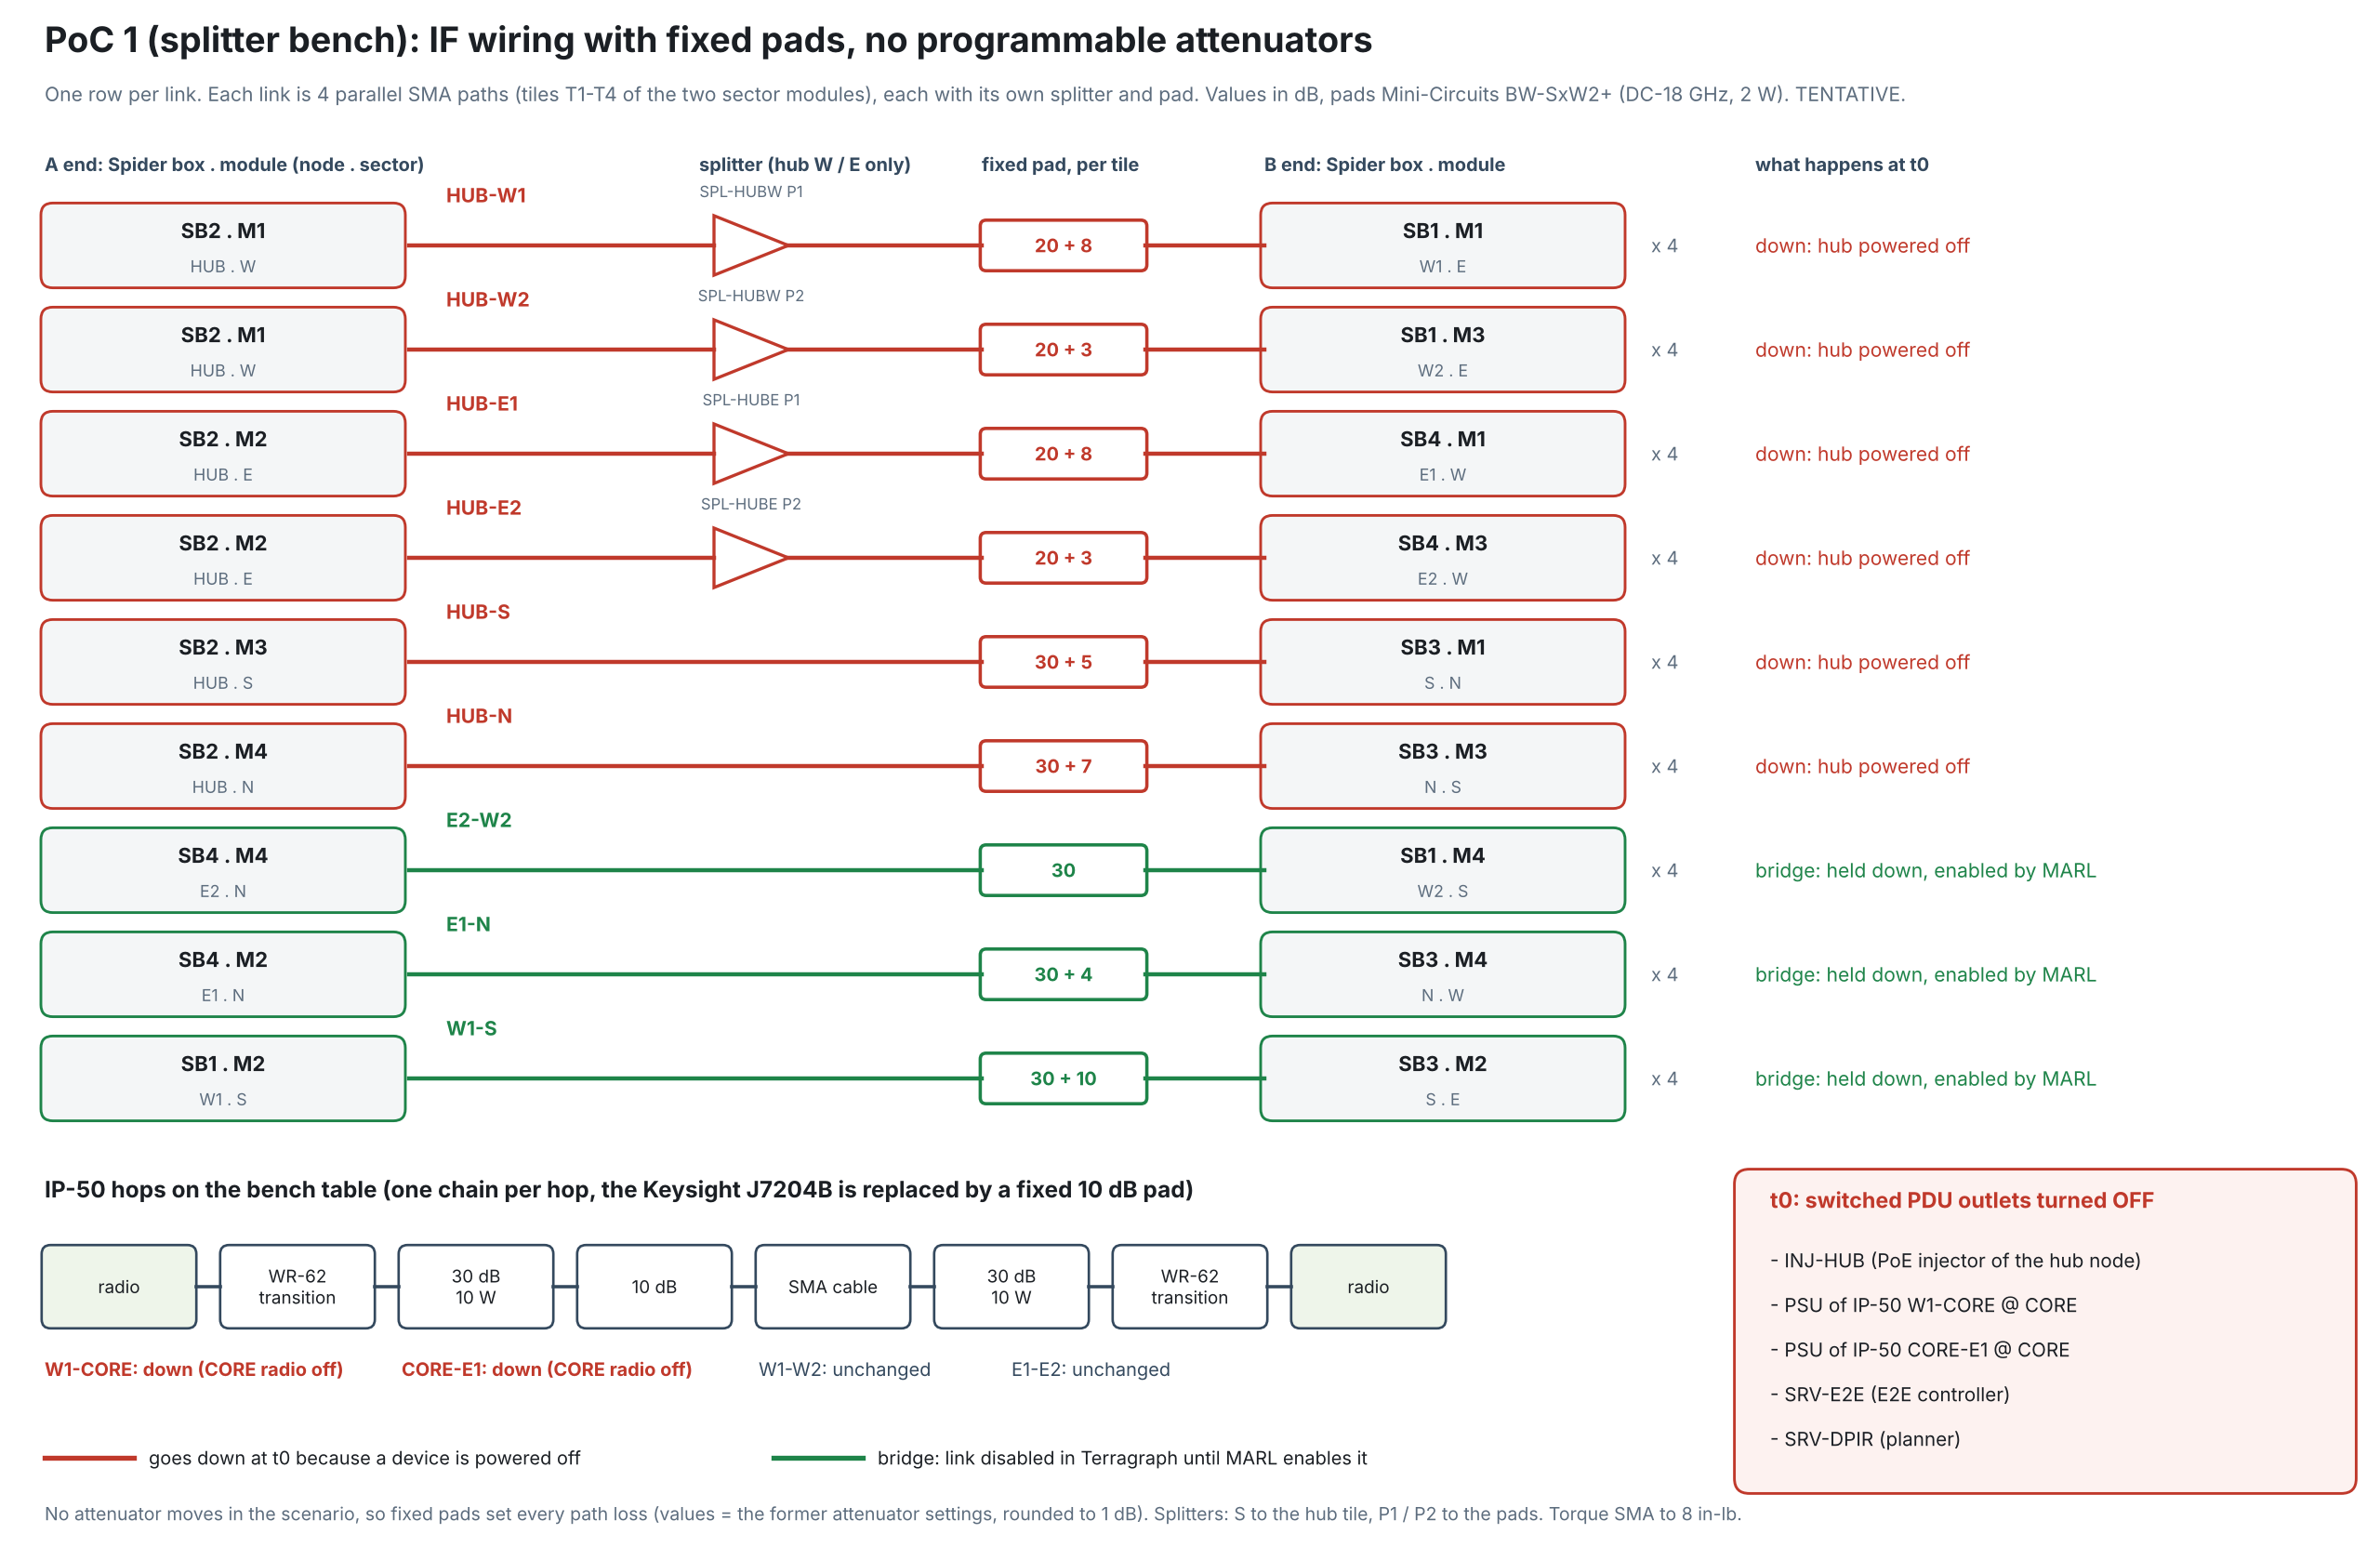 PoC 1 (splitter bench): IF wiring with fixed pads, no programmable attenuators
One row per link. Each link is 4 parallel SMA paths (tiles T1-T4 of the two sector modules), each with its own splitter and pad. Values in dB, pads Mini-Circuits BW-SxW2+ (DC-18 GHz, 2 W). TENTATIVE.
A end: Spider box . module (node . sector)
splitter (hub W / E only)
fixed pad, per tile
B end: Spider box . module
what happens at t0
HUB-W1
SPL-HUBW P1
SB2 . M1
HUB . W
20 + 8
SB1 . M1
W1 . E
x 4
down: hub powered off
HUB-W2
SPL-HUBW P2
SB2 . M1
HUB . W
20 + 3
SB1 . M3
W2 . E
x 4
down: hub powered off
HUB-E1
SPL-HUBE P1
SB2 . M2
HUB . E
20 + 8
SB4 . M1
E1 . W
x 4
down: hub powered off
HUB-E2
SPL-HUBE P2
SB2 . M2
HUB . E
20 + 3
SB4 . M3
E2 . W
x 4
down: hub powered off
HUB-S
SB2 . M3
HUB . S
30 + 5
SB3 . M1
S . N
x 4
down: hub powered off
HUB-N
SB2 . M4
HUB . N
30 + 7
SB3 . M3
N . S
x 4
down: hub powered off
E2-W2
SB4 . M4
E2 . N
30
SB1 . M4
W2 . S
x 4
bridge: held down, enabled by MARL
E1-N
SB4 . M2
E1 . N
30 + 4
SB3 . M4
N . W
x 4
bridge: held down, enabled by MARL
W1-S
SB1 . M2
W1 . S
30 + 10
SB3 . M2
S . E
x 4
bridge: held down, enabled by MARL
IP-50 hops on the bench table (one chain per hop, the Keysight J7204B is replaced by a fixed 10 dB pad)
radio
WR-62
transition
30 dB
10 W
10 dB
SMA cable
30 dB
10 W
WR-62
transition
radio
W1-CORE: down (CORE radio off)
CORE-E1: down (CORE radio off)
W1-W2: unchanged
E1-E2: unchanged
t0: switched PDU outlets turned OFF
- INJ-HUB (PoE injector of the hub node)
- PSU of IP-50 W1-CORE @ CORE
- PSU of IP-50 CORE-E1 @ CORE
- SRV-E2E (E2E controller)
- SRV-DPIR (planner)
goes down at t0 because a device is powered off
bridge: link disabled in Terragraph until MARL enables it
No attenuator moves in the scenario, so fixed pads set every path loss (values = the former attenuator settings, rounded to 1 dB). Splitters: S to the hub tile, P1 / P2 to the pads. Torque SMA to 8 in-lb.